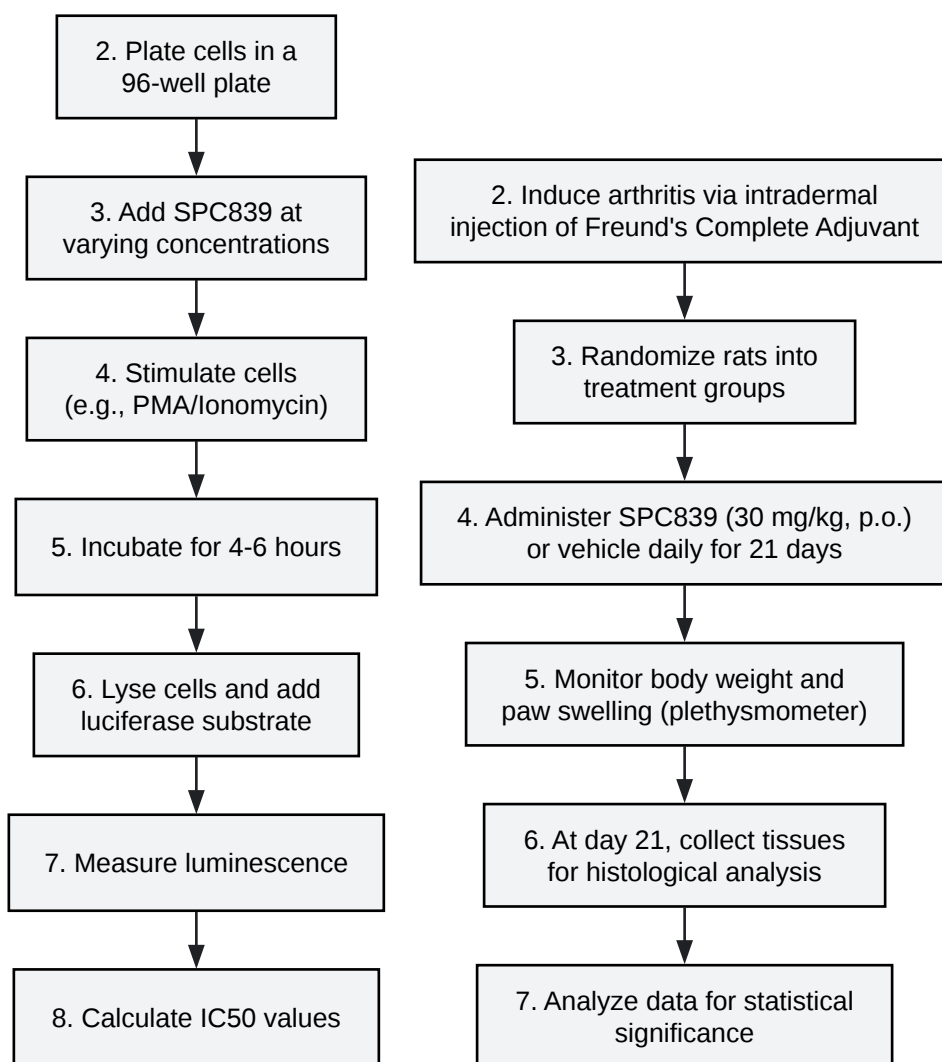 2. Plate cells in a
96-well plate
3. Add SPC839 at
varying concentrations
4. Stimulate cells
(e.g., PMA/Ionomycin)
5. Incubate for 4-6 hours
6. Lyse cells and add
luciferase substrate
7. Measure luminescence
8. Calculate IC50 values
2. Induce arthritis via intradermal
injection of Freund's Complete Adjuvant
3. Randomize rats into
treatment groups
4. Administer SPC839 (30 mg/kg, p.o.)
or vehicle daily for 21 days
5. Monitor body weight and
paw swelling (plethysmometer)
6. At day 21, collect tissues
for histological analysis
7. Analyze data for statistical
significance